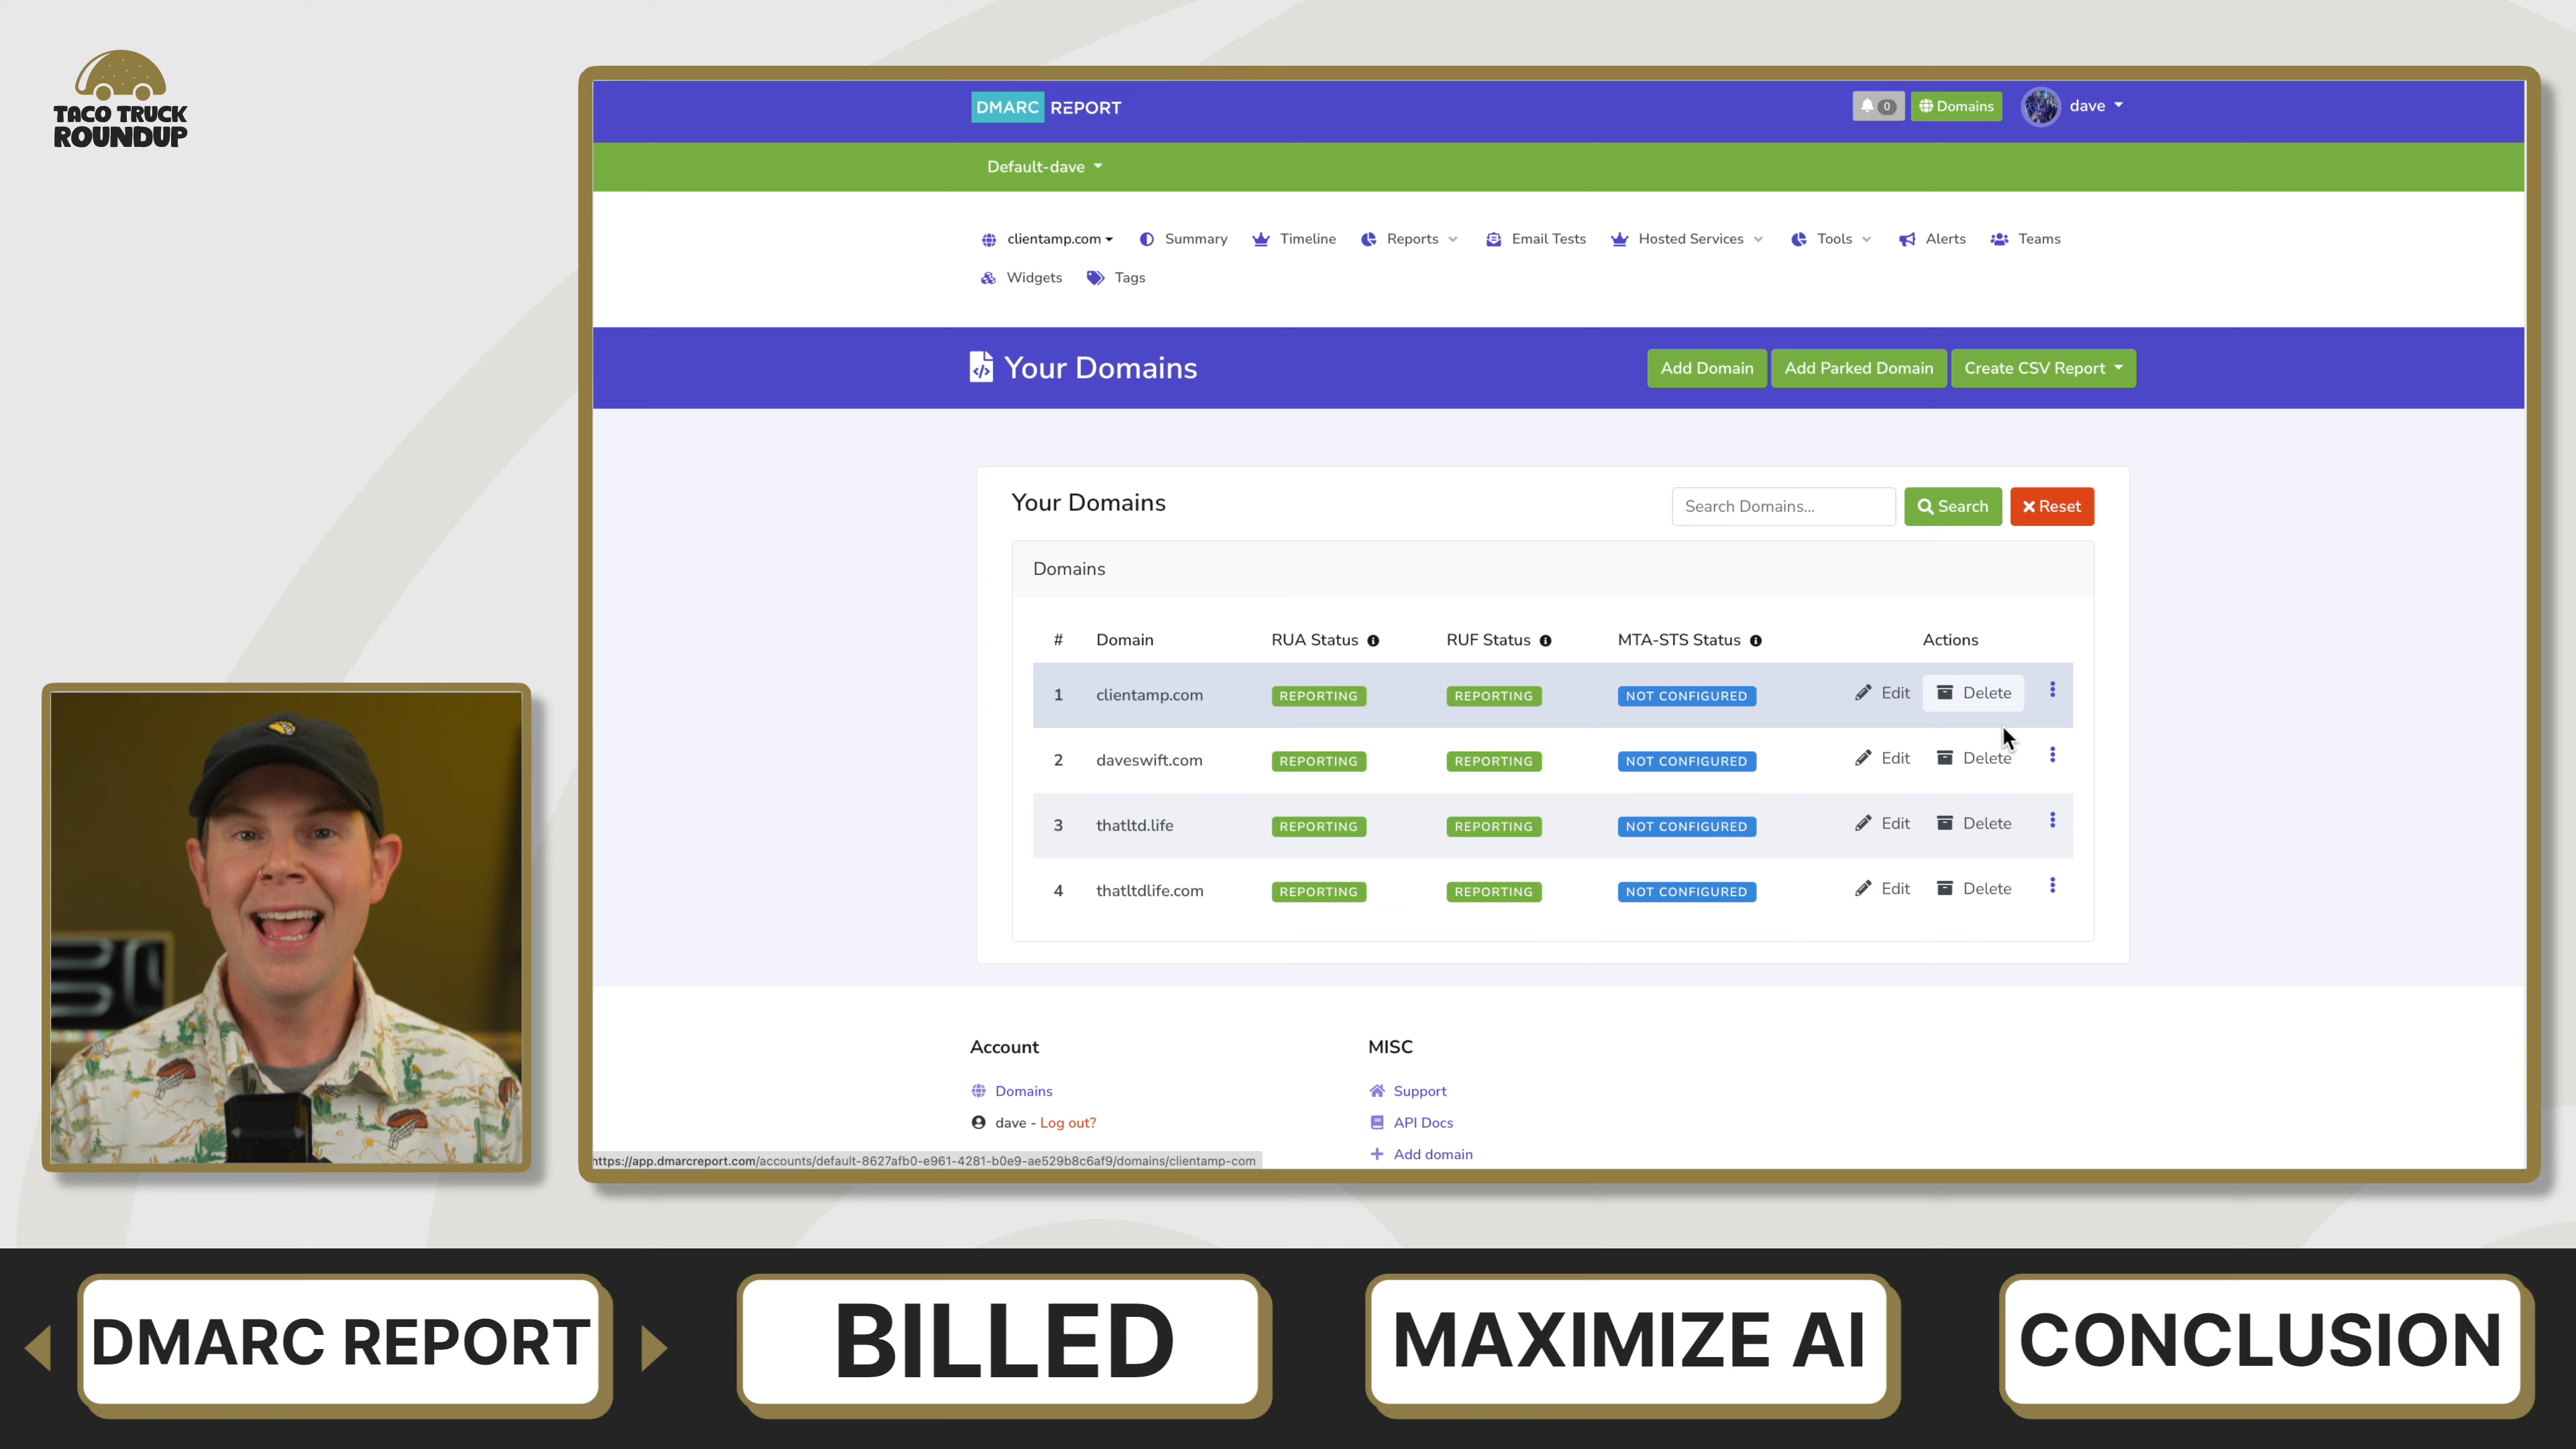 TACO TRUCK
ROUNDUP
DMARC REPORT
0
Domains
dave
Default-dave
clientamp.com
Summary
Timeline
Reports
Email Tests
Hosted Services
Tools
Alerts
Teams
Widgets
Tags
Your Domains
Add Domain
Add Parked Domain
Create CSV Report
Your Domains
Search Domains...
Search
Reset
Domains
# Domain RUA Status RUF Status MTA-STS Status Actions
1 clientamp.com REPORTING REPORTING NOT CONFIGURED Edit Delete
2 daveswift.com REPORTING REPORTING NOT CONFIGURED Edit Delete
3 thatltd.life REPORTING REPORTING NOT CONFIGURED Edit Delete
4 thatltdlife.com REPORTING REPORTING NOT CONFIGURED Edit Delete
Account
Domains
dave - Log out?
MISC
Support
API Docs
Add domain
https://app.dmarcreport.com/accounts/default-8627afb0-e961-4281-b0e9-ae529b8c6af9/domains/clientamp-com
DMARC REPORT
BILLED
MAXIMIZE AI
CONCLUSION